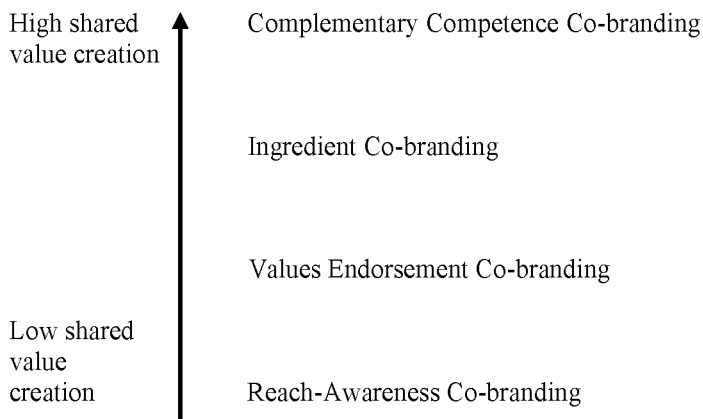 High shared
value creation
Complementary Competence Co-branding
Ingredient Co-branding
Values Endorsement Co-branding
Low shared
value
creation
Reach-Awareness Co-branding